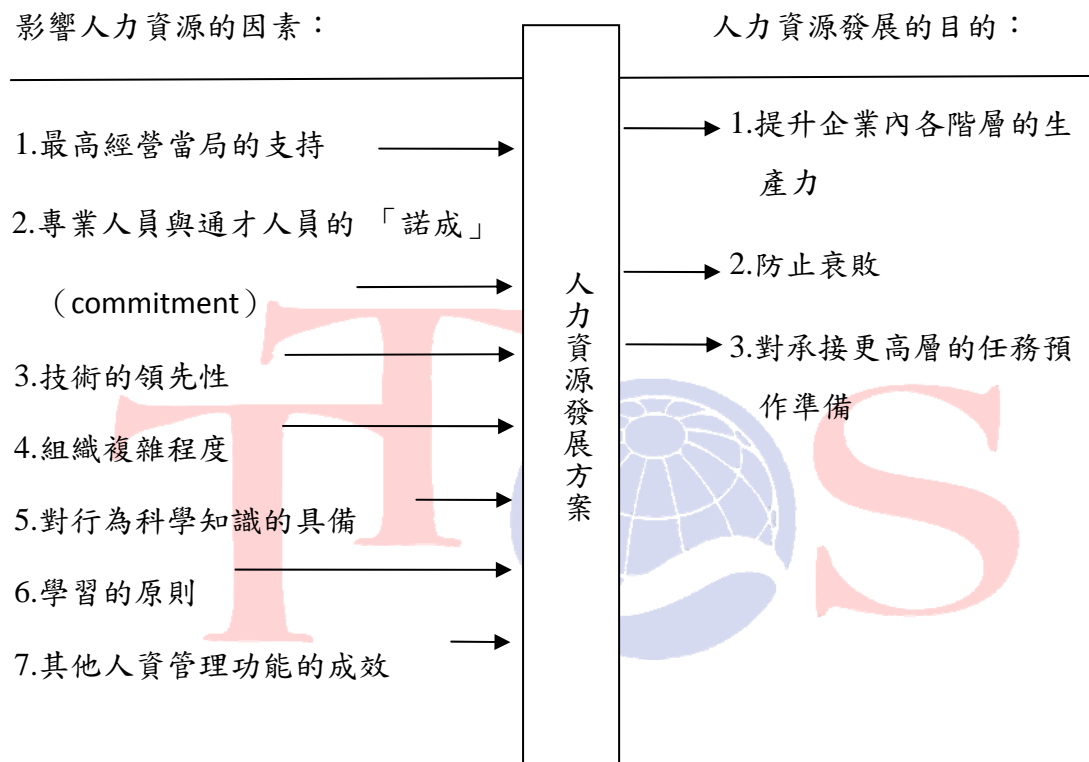 影響人力資源的因素：
1.最高經營當局的支持
2.專業人員與通才人員的 「諾成」
（commitment）
3.技術的領先性
4.組織複雜程度
5.對行為科學知識的具備
6.學習的原則
7.其他人資管理功能的成效
人力資源發展方案
人力資源發展的目的：
1.提升企業內各階層的生
產力
2.防止衰敗
3.對承接更高層的任務預
作準備
TTQS